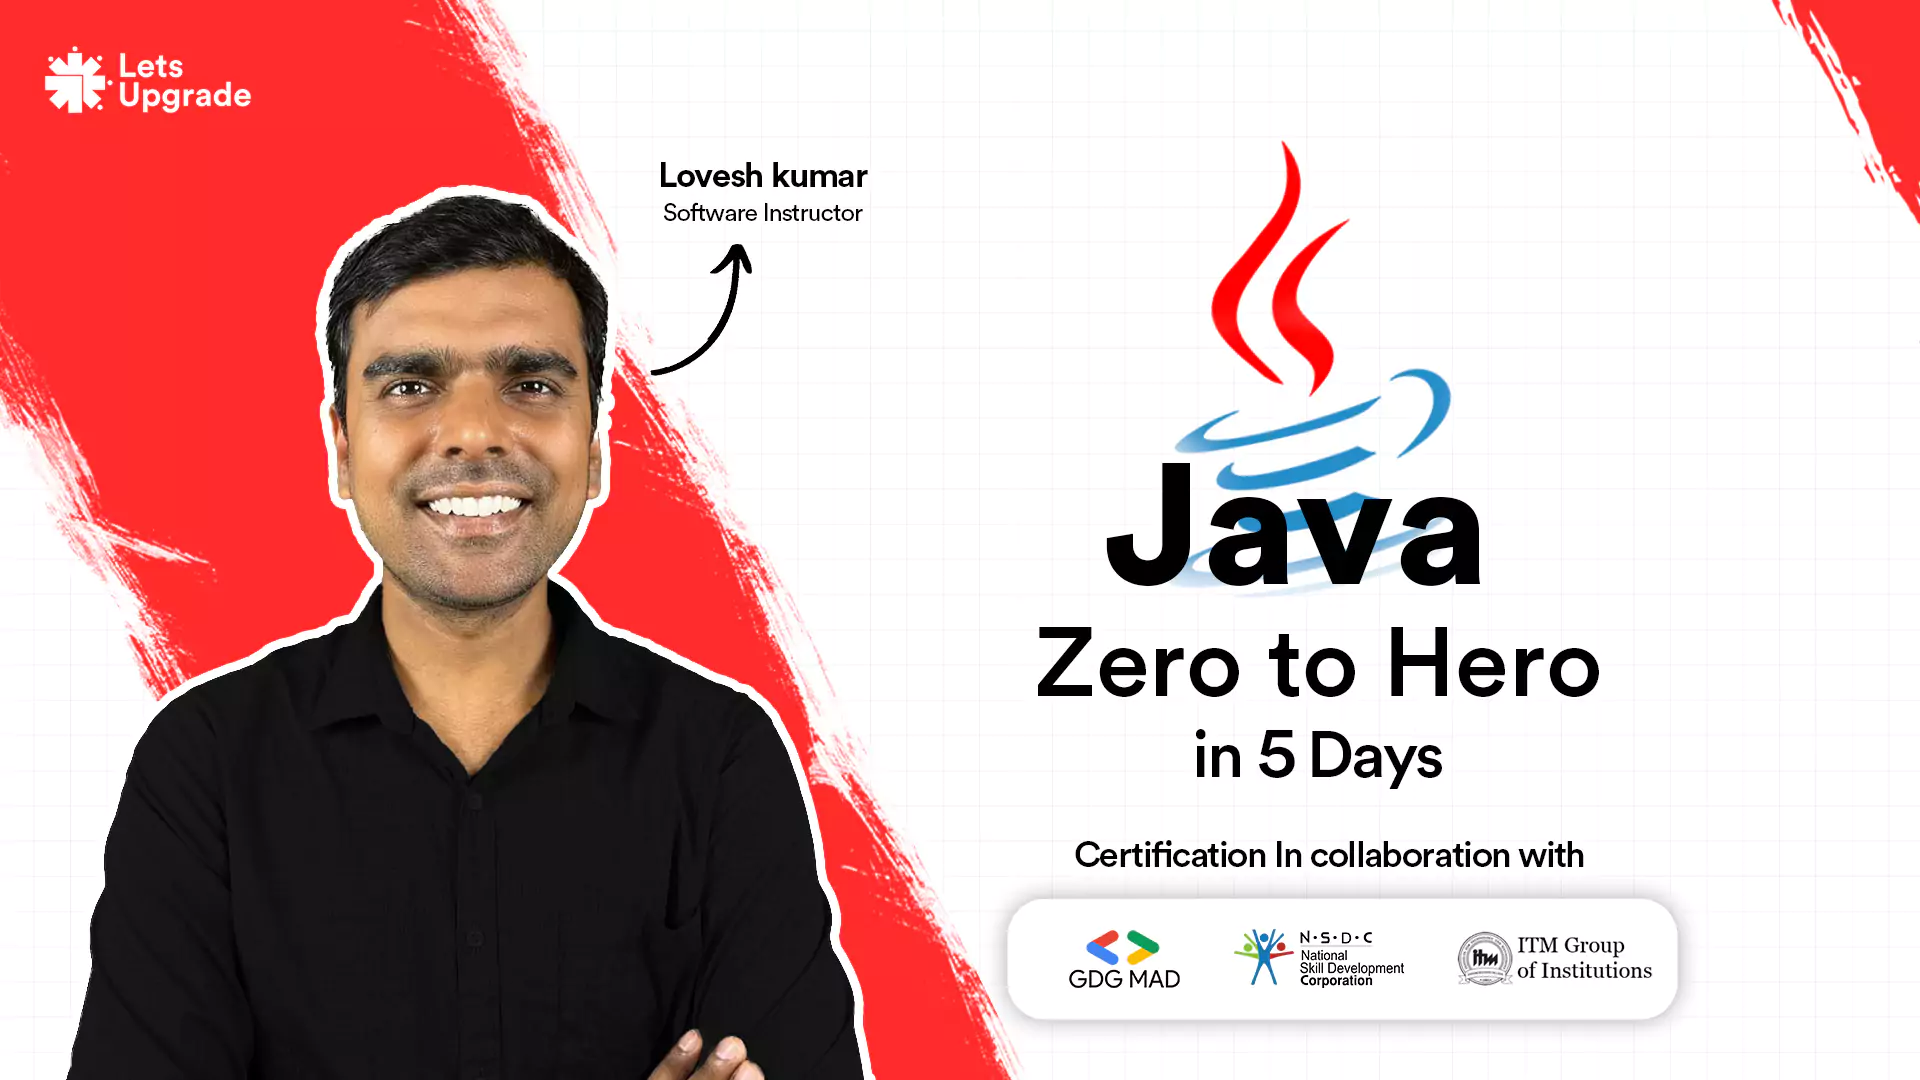 Lets
Upgrade
Lovesh kumar
Software Instructor
Java
Zero to Hero
in 5 Days
Certification In collaboration with
GDG MAD
N·S·D·C
National
Skill Development
Corporation
itm
ITM Group
of Institutions